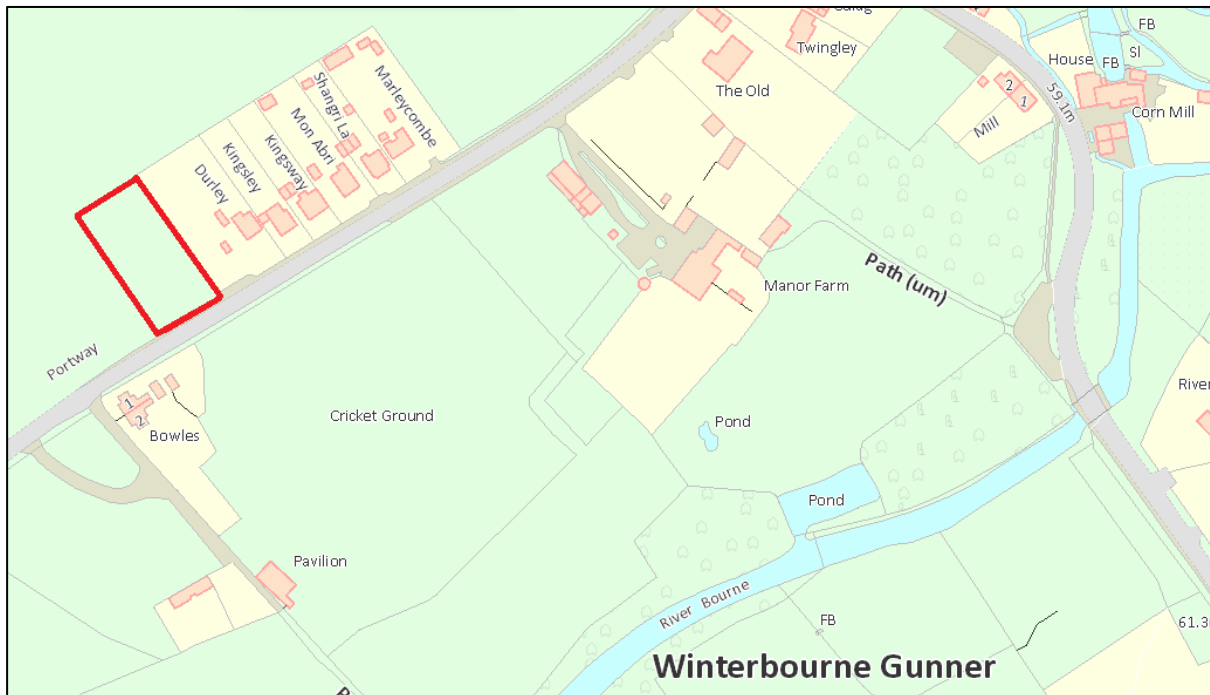 FB
Twingley
House
FB
Sl
The Old
2
1
59.1m
Corn Mill
Mill
Marleycombe
Shangri La
Mon Abri
Kingsway
Kingsley
Durley
Path (um)
Manor Farm
River
Portway
1
2
Bowles
Cricket Ground
Pond
Pond
Pavilion
River Bourne
FB
61.3
Winterbourne Gunner